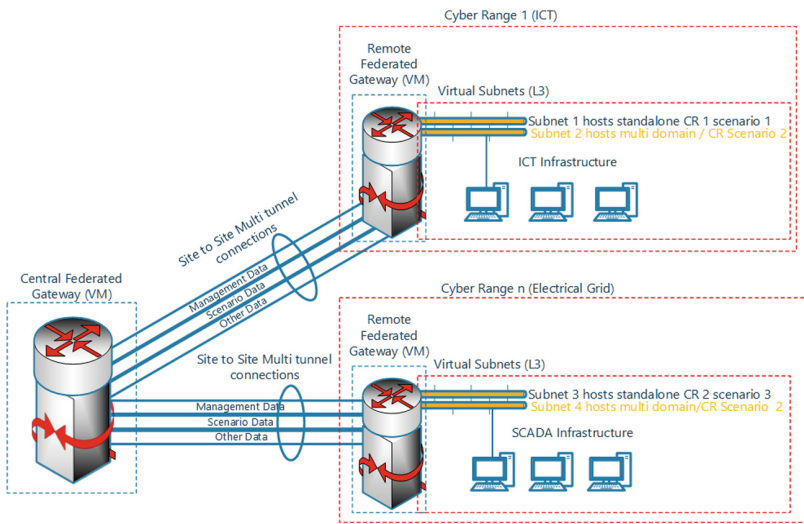 Cyber Range 1 (ICT)
Remote
Federated
Gateway (VM)
Virtual Subnets (L3)
Subnet 1 hosts standalone CR 1 scenario 1
Subnet 2 hosts multi domain / CR Scenario 2
ICT Infrastructure
Site to Site Multi tunnel
connections
Management Data
Scenario Data
Other Data
Central Federated
Gateway (VM)
Cyber Range n (Electrical Grid)
Remote
Federated
Gateway (VM)
Virtual Subnets (L3)
Site to Site Multi tunnel
connections
Subnet 3 hosts standalone CR 2 scenario 3
Subnet 4 hosts multi domain/CR Scenario 2
Management Data
Scenario Data
Other Data
SCADA Infrastructure